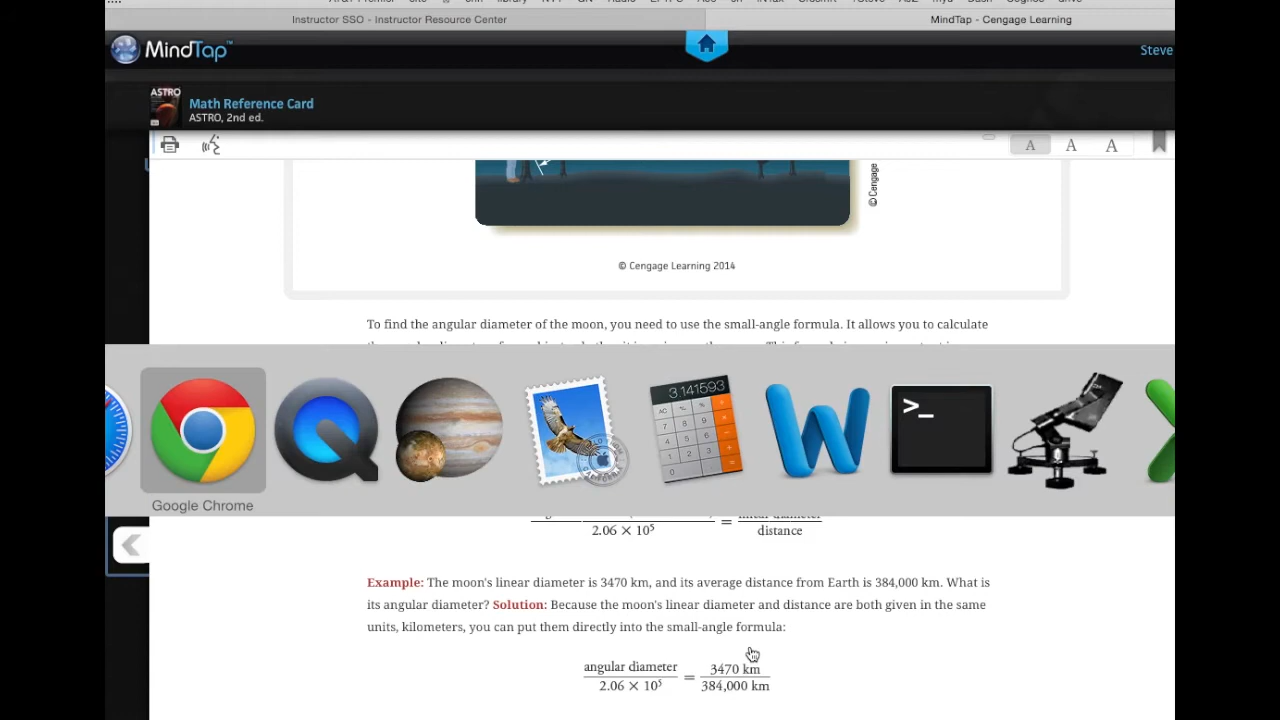 Instructor SSO - Instructor Resource Center
MindTap - Cengage Learning
MindTap™
Steve
ASTRO
Math Reference Card
ASTRO, 2nd ed.
A A A
© Cengage
© Cengage Learning 2014
To find the angular diameter of the moon, you need to use the small-angle formula. It allows you to calculate
3.141593
>_
Google Chrome
linear diameter
2.06 × 10⁵ = distance
Example: The moon's linear diameter is 3470 km, and its average distance from Earth is 384,000 km. What is
its angular diameter? Solution: Because the moon's linear diameter and distance are both given in the same
units, kilometers, you can put them directly into the small-angle formula:
angular diameter = 3470 km
2.06 × 10⁵ 384,000 km